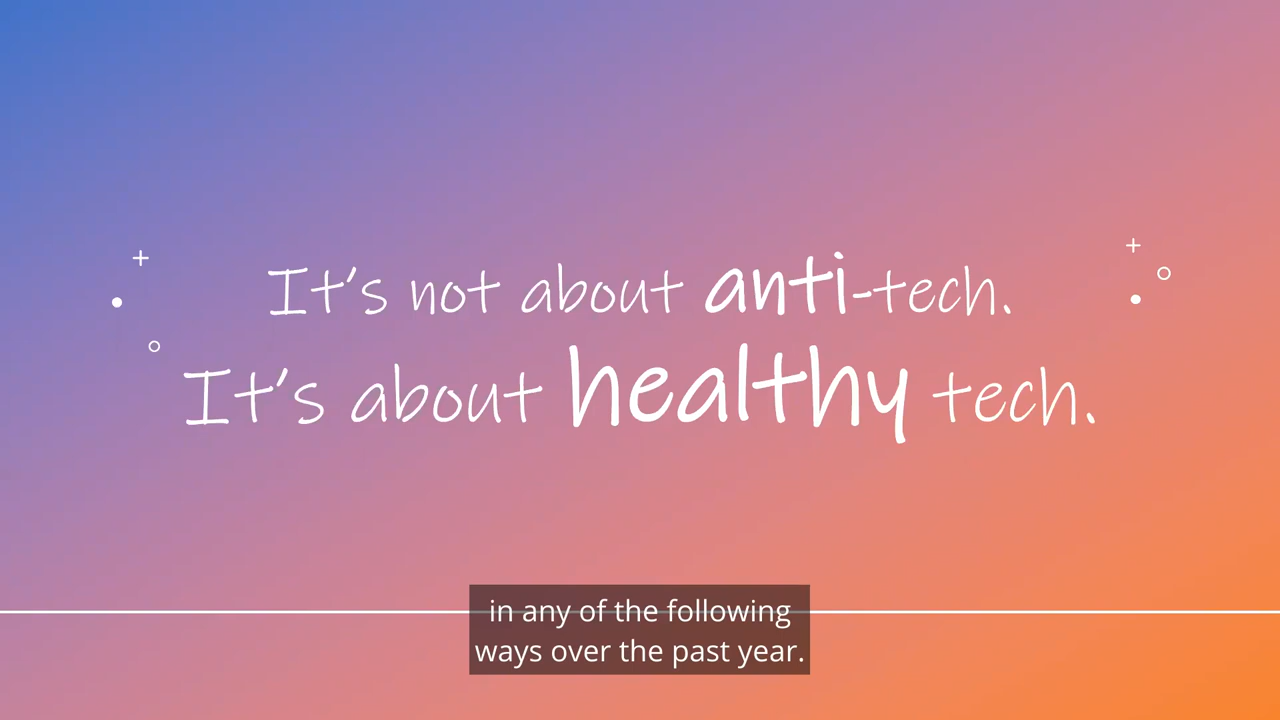 It's not about anti-tech.
It's about healthy tech.
in any of the following
ways over the past year.